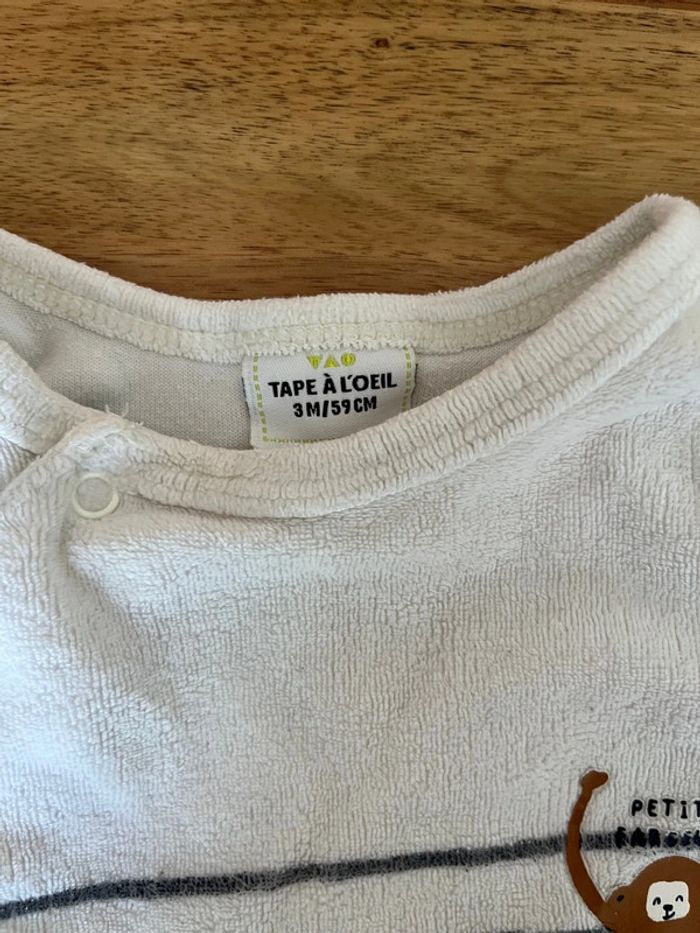 TAO
TAPE À L'OEIL
3M/59CM
PETIT